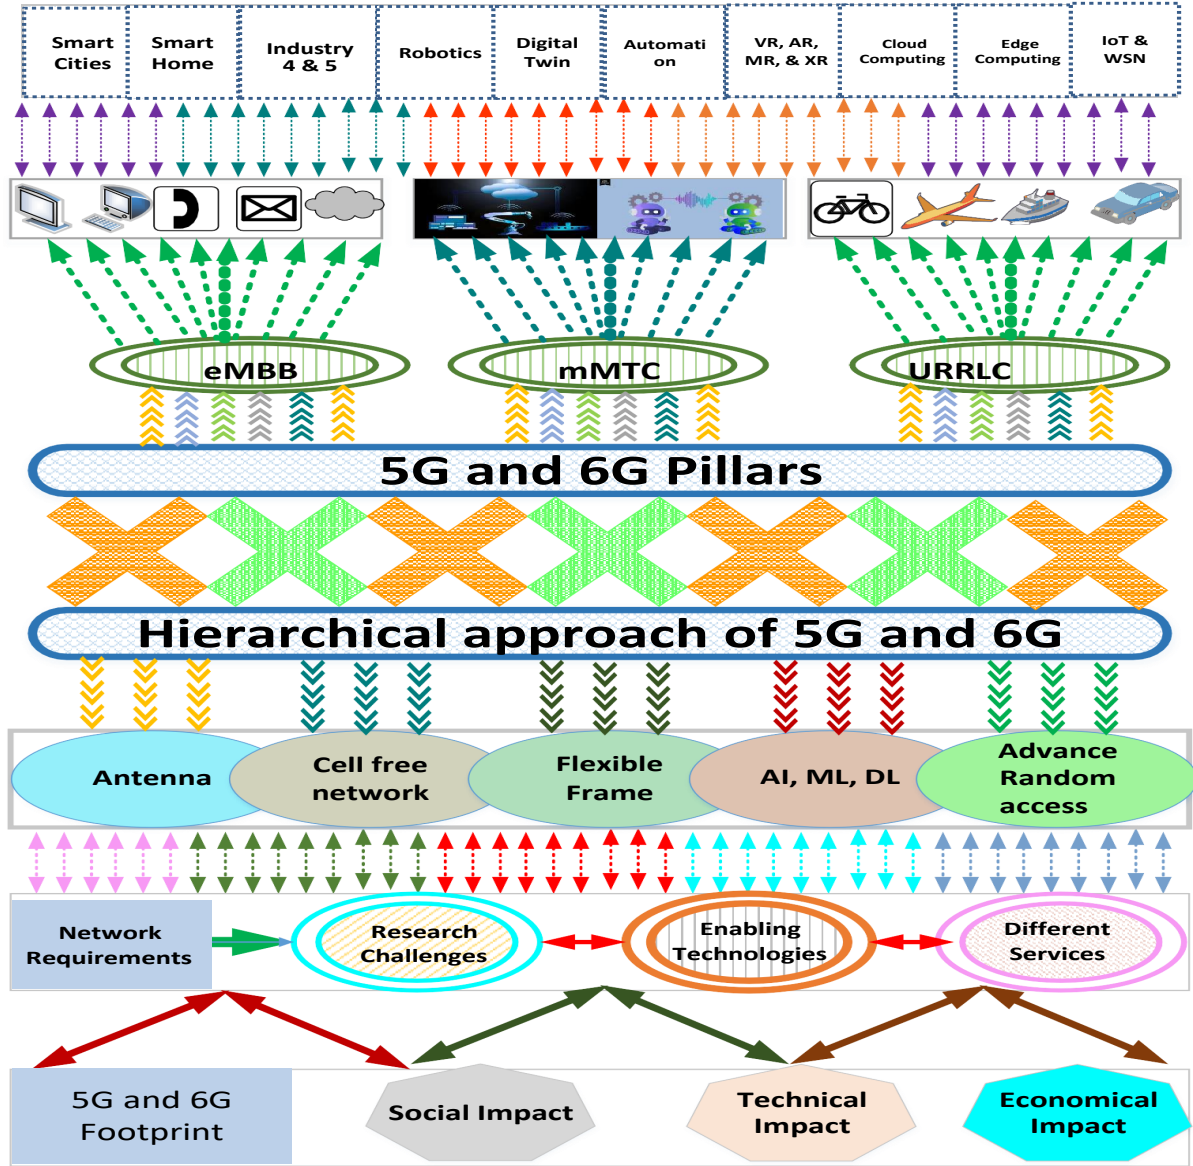 Smart
Cities
Smart
Home
Industry
4 & 5
Robotics
Digital
Twin
Automati
on
VR, AR,
MR, & XR
Cloud
Computing
Edge
Computing
IoT &
WSN
eMBB
mMTC
URRLC
5G and 6G Pillars
Hierarchical approach of 5G and 6G
Antenna
Cell free
network
Flexible
Frame
AI, ML, DL
Advance
Random
access
Network
Requirements
Research
Challenges
Enabling
Technologies
Different
Services
5G and 6G
Footprint
Social Impact
Technical
Impact
Economical
Impact